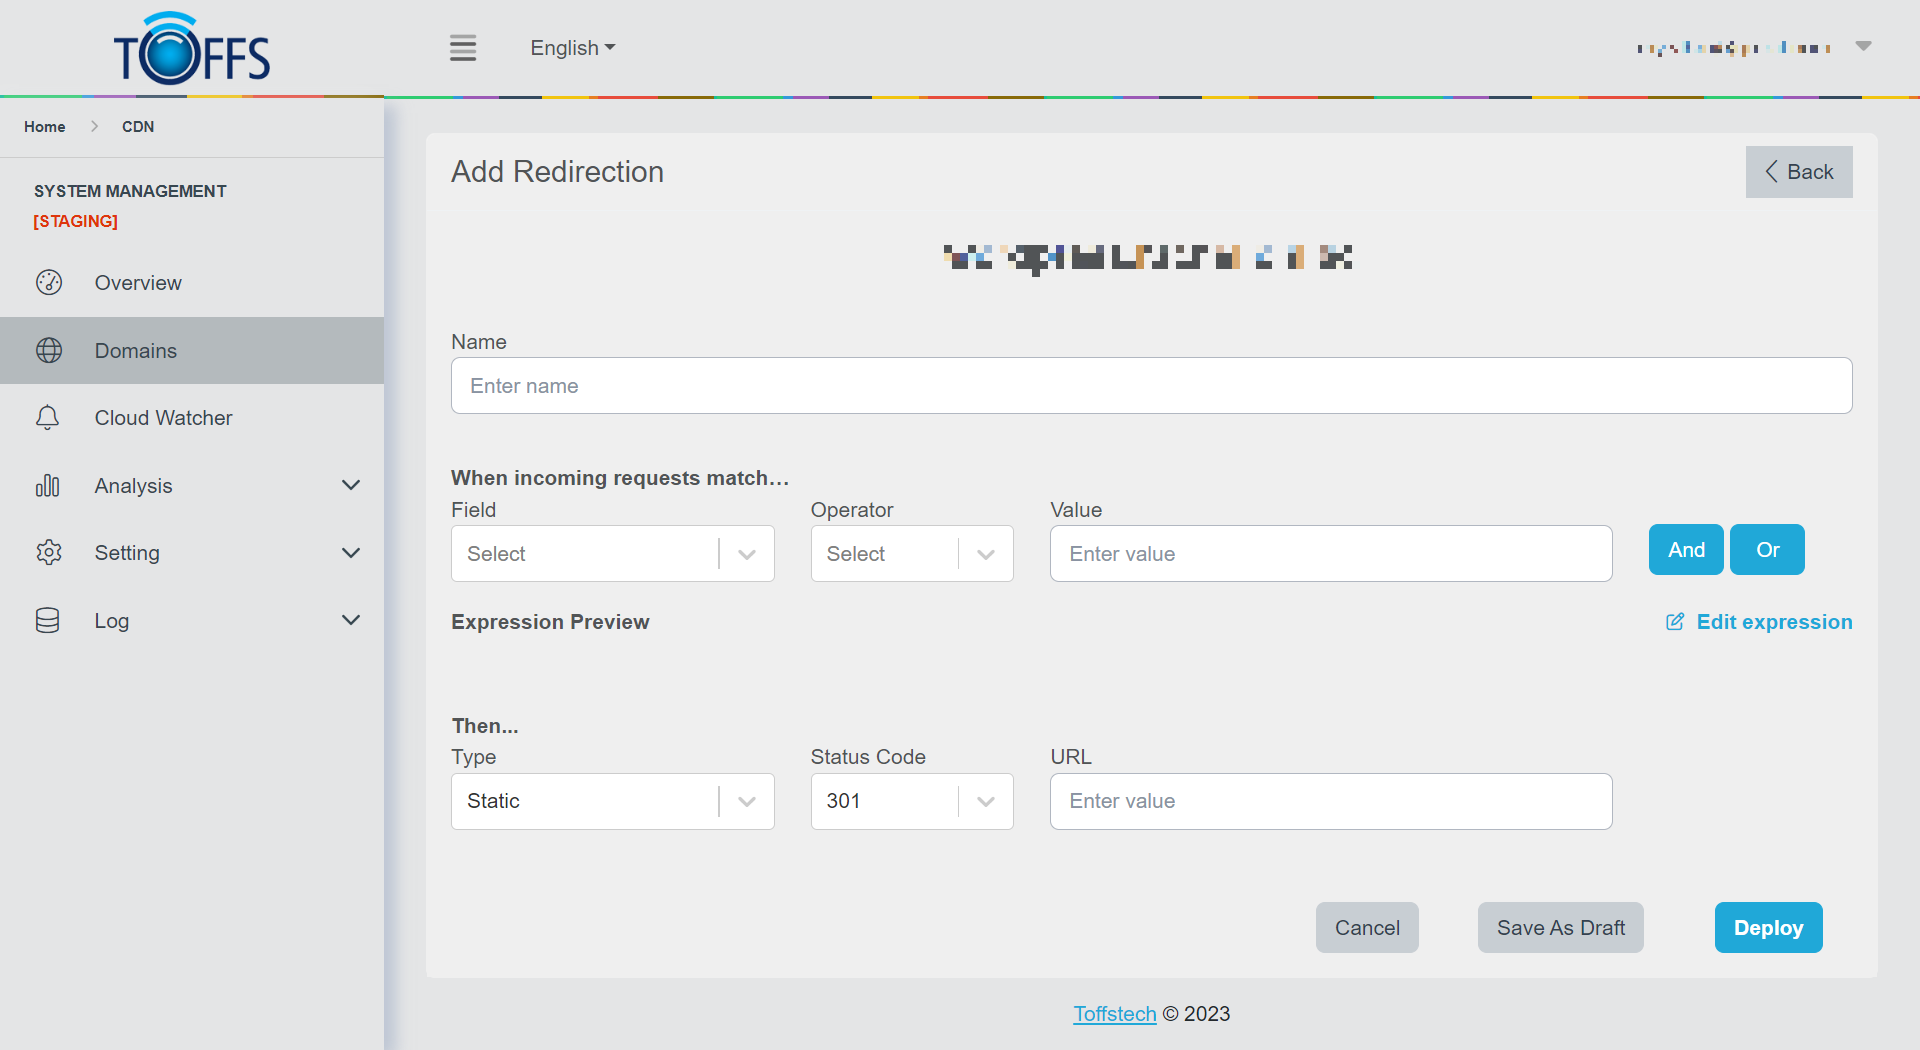 TOFFS
English
Home > CDN
SYSTEM MANAGEMENT
[STAGING]
Overview
Domains
Cloud Watcher
Analysis
Setting
Log
Add Redirection
Back
Name
Enter name
When incoming requests match...
Field
Operator
Value
Select
Select
Enter value
And
Or
Expression Preview
Edit expression
Then...
Type
Status Code
URL
Static
301
Enter value
Cancel
Save As Draft
Deploy
Toffstech © 2023